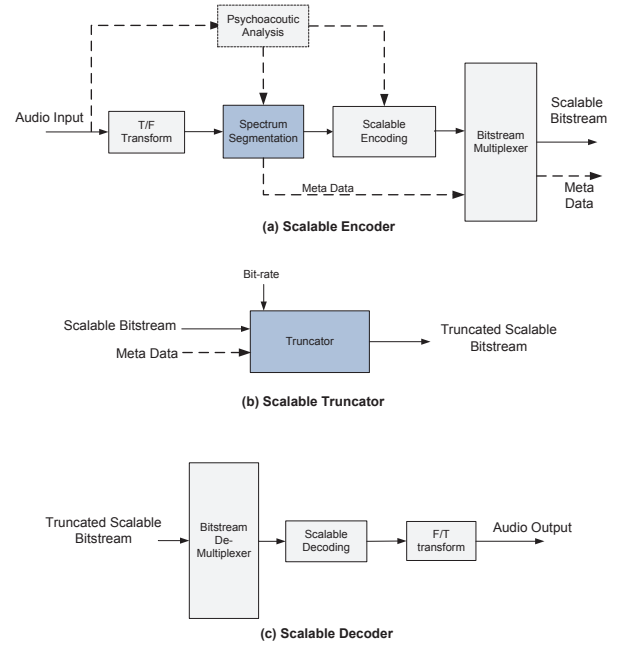 Psychoacoutic
Analysis
Audio Input
T/F
Transform
Spectrum
Segmentation
Scalable
Encoding
Bitstream
Multiplexer
Scalable
Bitstream
Meta Data
Meta
Data
(a) Scalable Encoder
Bit-rate
Scalable Bitstream
Meta Data
Truncator
Truncated Scalable
Bitstream
(b) Scalable Truncator
Truncated Scalable
Bitstream
Bitstream
De-
Multiplexer
Scalable
Decoding
F/T
transform
Audio Output
(c) Scalable Decoder